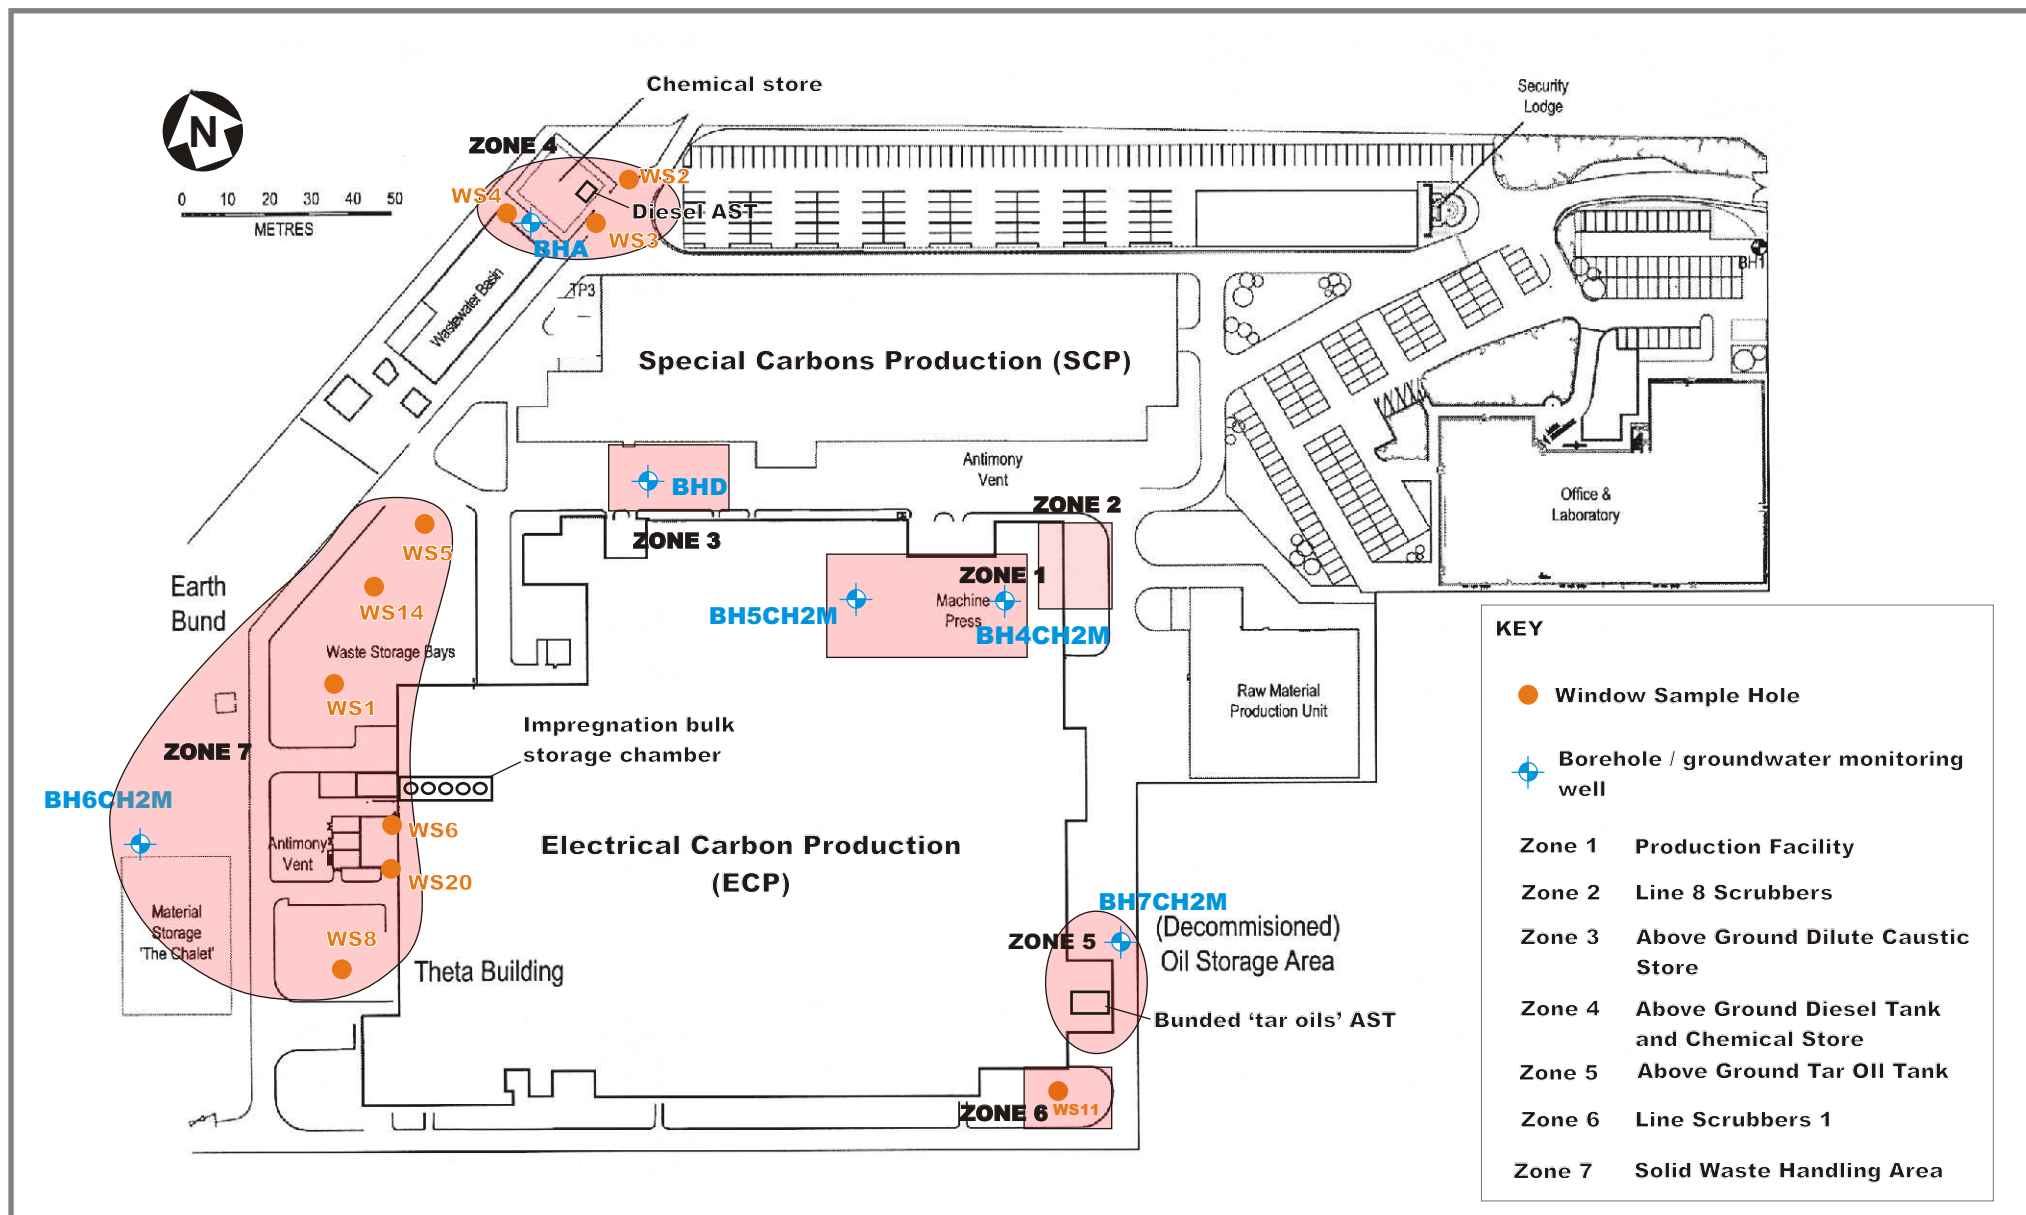 Chemical store
Security
Lodge
N
ZONE 4
WS2
WS4
0 10 20 30 40 50
METRES
Diesel AST
WS3
BHA
BH1
TP3
Wastewater Basin
Special Carbons Production (SCP)
Antimony
Vent
BHD
ZONE 2
Office &
Laboratory
ZONE 3
WS5
ZONE 1
Earth
Bund
WS14
BH5CH2M
Machine
Press
BH4CH2M
Waste Storage Bays
WS1
Raw Material
Production Unit
Impregnation bulk
storage chamber
ZONE 7
BH6CH2M
WS6
Antimony
Vent
Electrical Carbon Production
(ECP)
WS20
Material
Storage
'The Chalet'
WS8
BH7CH2M
ZONE 5
(Decommisioned)
Oil Storage Area
Theta Building
Bunded ‘tar oils’ AST
ZONE 6
WS11
KEY
Window Sample Hole
Borehole / groundwater monitoring
well
Zone 1 Production Facility
Zone 2 Line 8 Scrubbers
Zone 3 Above Ground Dilute Caustic
Store
Zone 4 Above Ground Diesel Tank
and Chemical Store
Zone 5 Above Ground Tar OIl Tank
Zone 6 Line Scrubbers 1
Zone 7 Solid Waste Handling Area